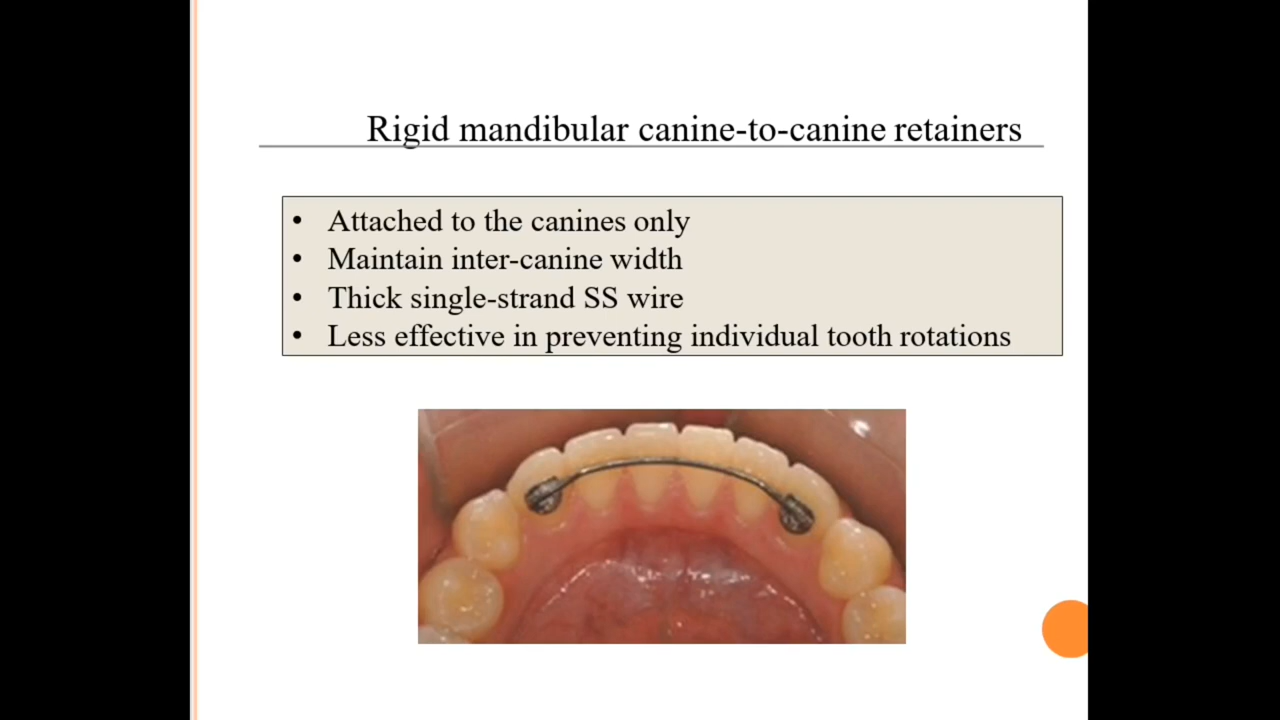 Rigid mandibular canine-to-canine retainers
• Attached to the canines only
• Maintain inter-canine width
• Thick single-strand SS wire
• Less effective in preventing individual tooth rotations